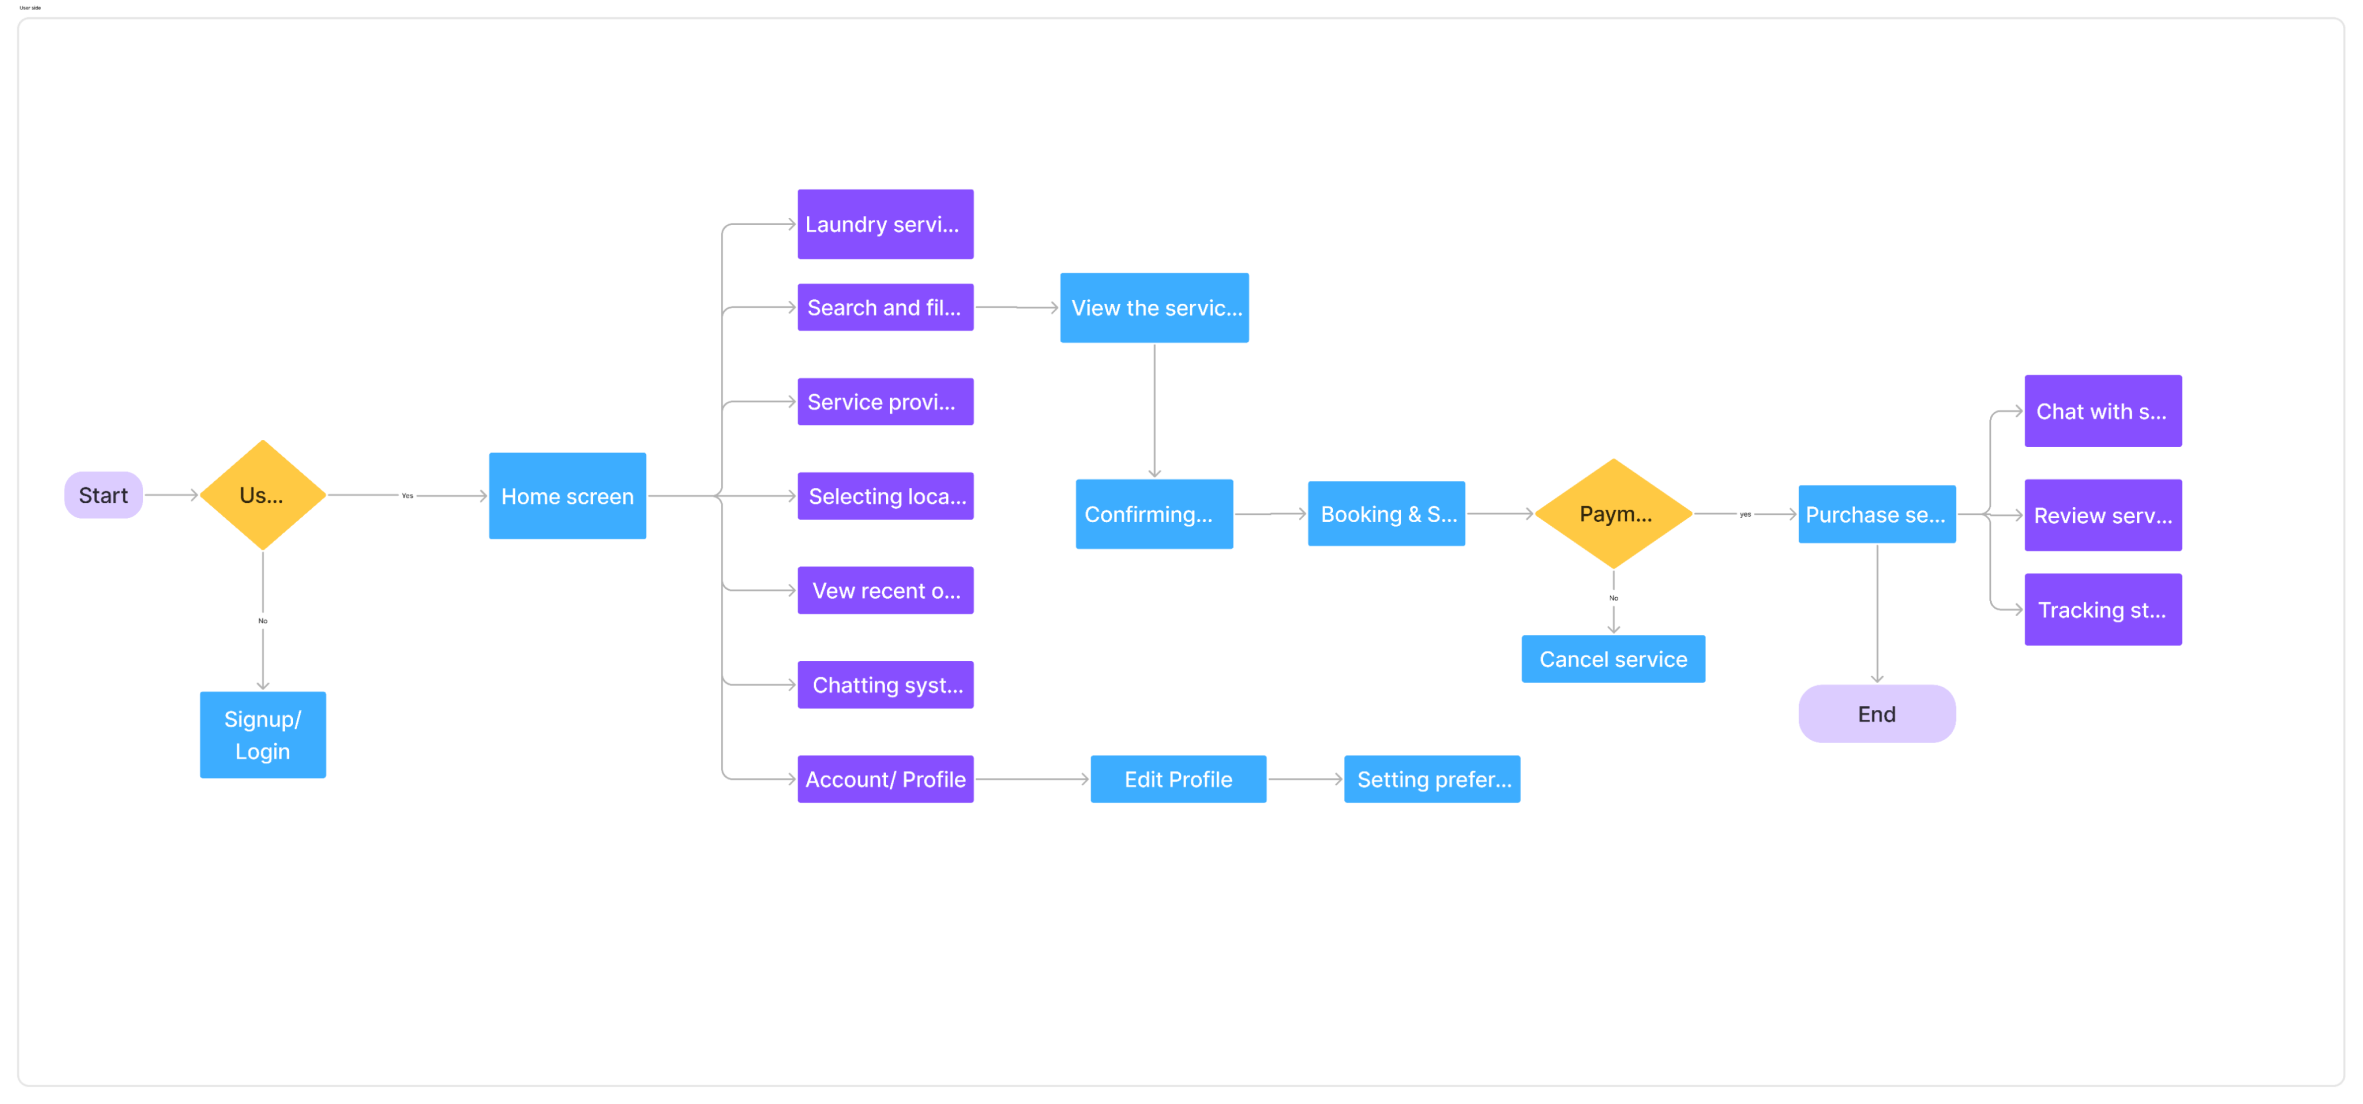 User side
Start
Us...
Yes
No
Signup/
Login
Home screen
Laundry servi...
Search and fil...
Service provi...
Selecting loca...
Vew recent o...
Chatting syst...
Account/ Profile
View the servic...
Confirming...
Booking & S...
Paym...
yes
No
Cancel service
Edit Profile
Setting prefer...
Purchase se...
End
Chat with s...
Review serv...
Tracking st...